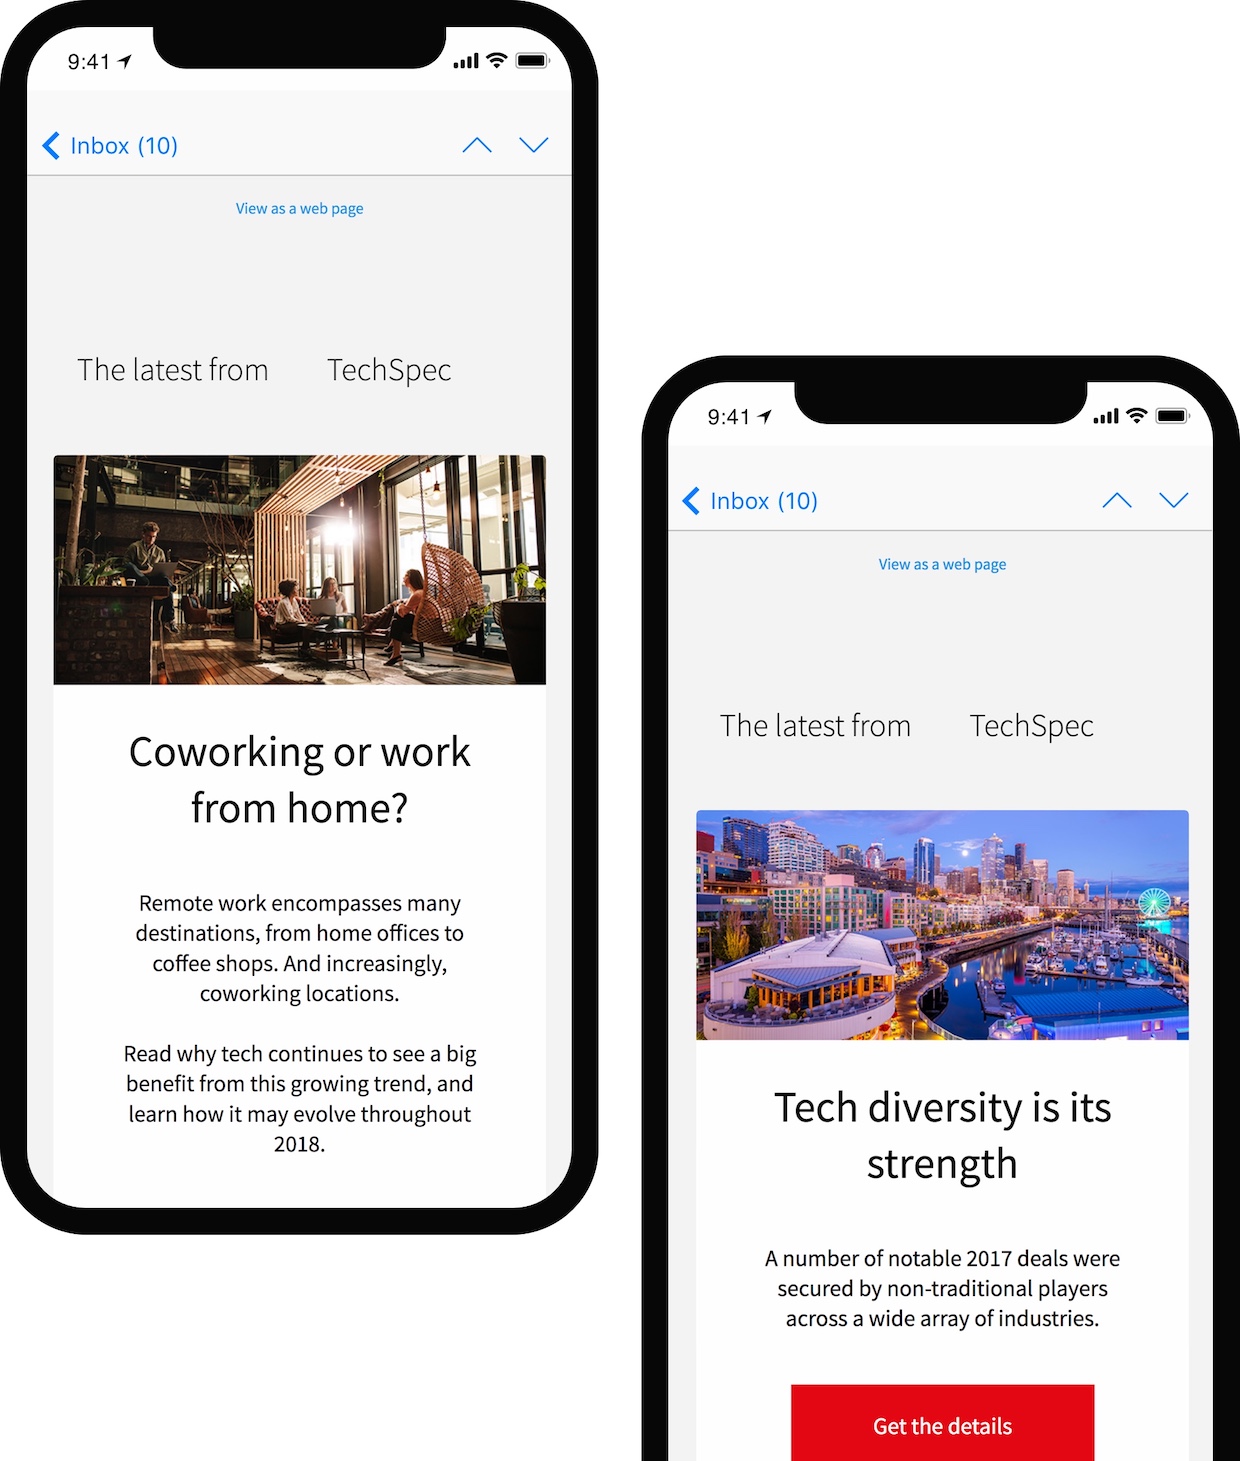 9:41
Inbox (10)
View as a web page
The latest from TechSpec
Coworking or work
from home?
Remote work encompasses many
destinations, from home offices to
coffee shops. And increasingly,
coworking locations.
Read why tech continues to see a big
benefit from this growing trend, and
learn how it may evolve throughout
2018.
9:41
Inbox (10)
View as a web page
The latest from TechSpec
Tech diversity is its
strength
A number of notable 2017 deals were
secured by non-traditional players
across a wide array of industries.
Get the details